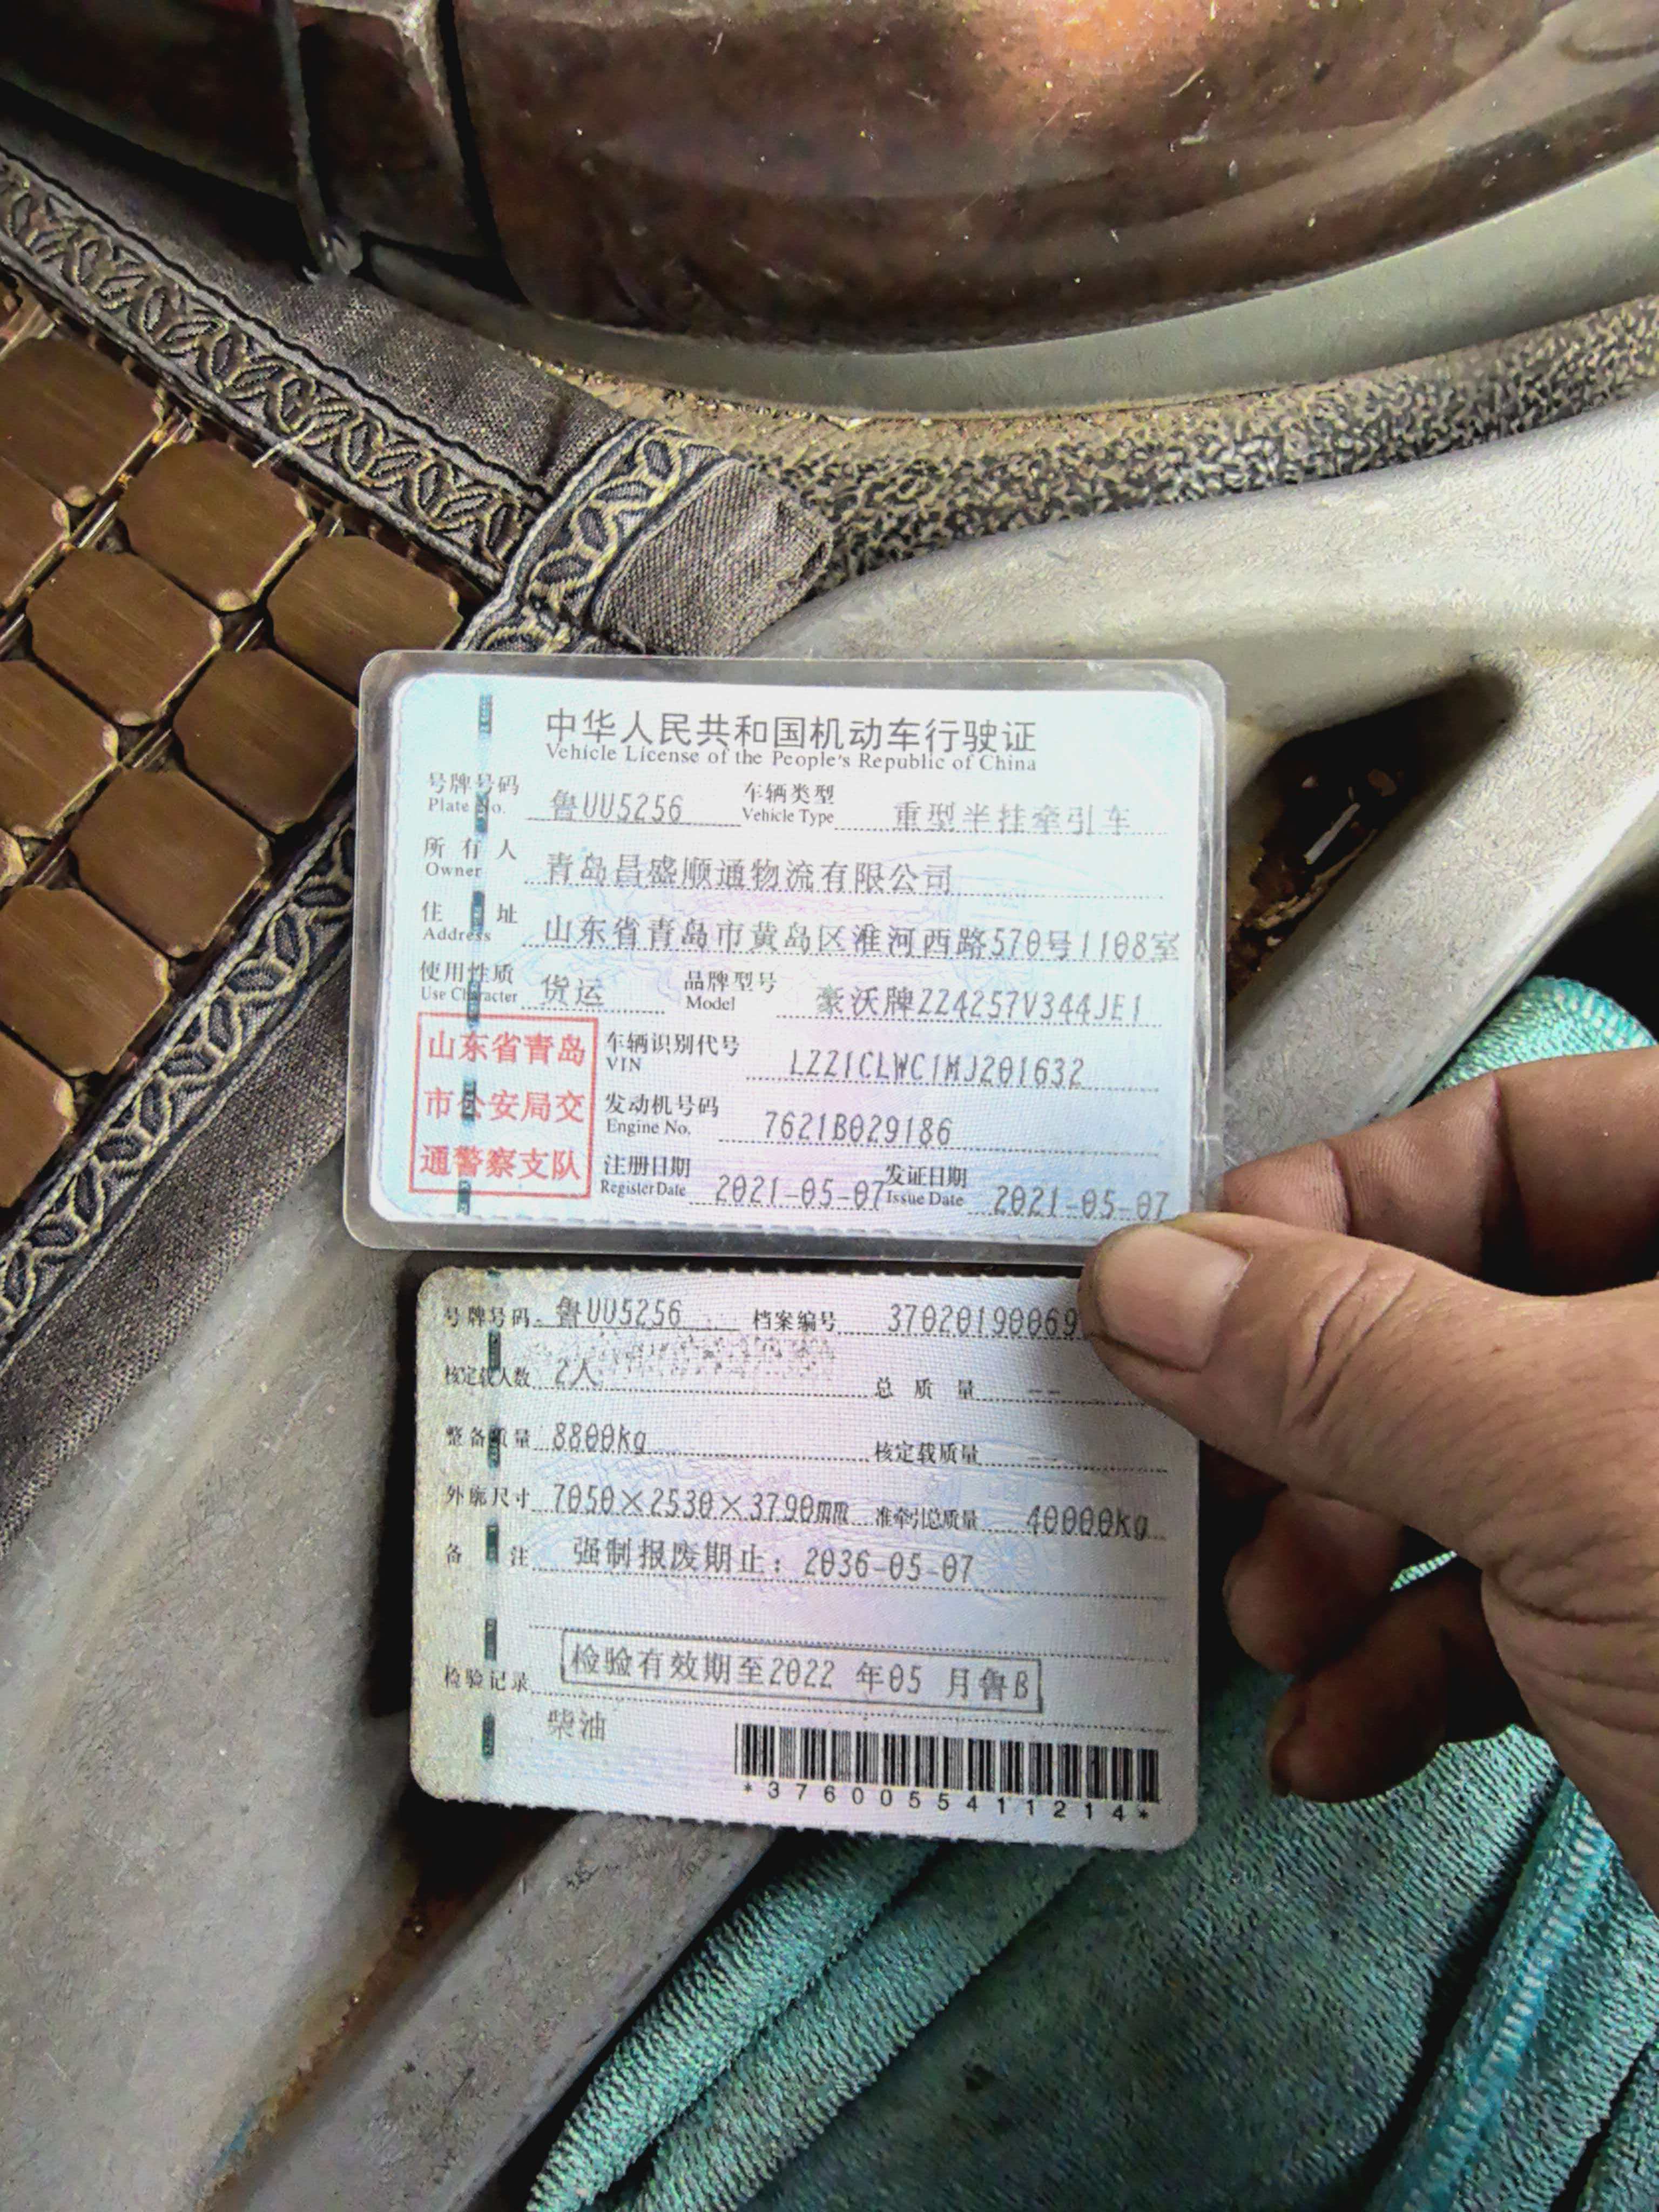 中华人民共和国机动车行驶证
Vehicle License of the People's Republic of China
号牌号码 鲁UU5256 车辆类型 重型半挂牵引车
Plate No. Vehicle Type
所有人 青岛昌盛顺通物流有限公司
Owner
住址 山东省青岛市黄岛区淮河西路570号1108室
Address
使用性质 货运 品牌型号 豪沃牌ZZ4257V344JE1
Use Character Model
山东省青岛
市公安局交
通警察支队
车辆识别代号 LZZ1CLWC1MJ201632
VIN
发动机号码 7621B029186
Engine No.
注册日期 2021-05-07 发证日期 2021-05-07
Register Date Issue Date
号牌号码 鲁UU5256 档案编号 37020190069
核定载人数 2人 总质量 --
整备质量 8800kg 核定载质量 --
外廓尺寸 7050×2530×3790mm 准牵引总质量 40000kg
备注 强制报废期止：2036-05-07
检验记录 检验有效期至2022 年05 月鲁B
柴油
*3760055411214*